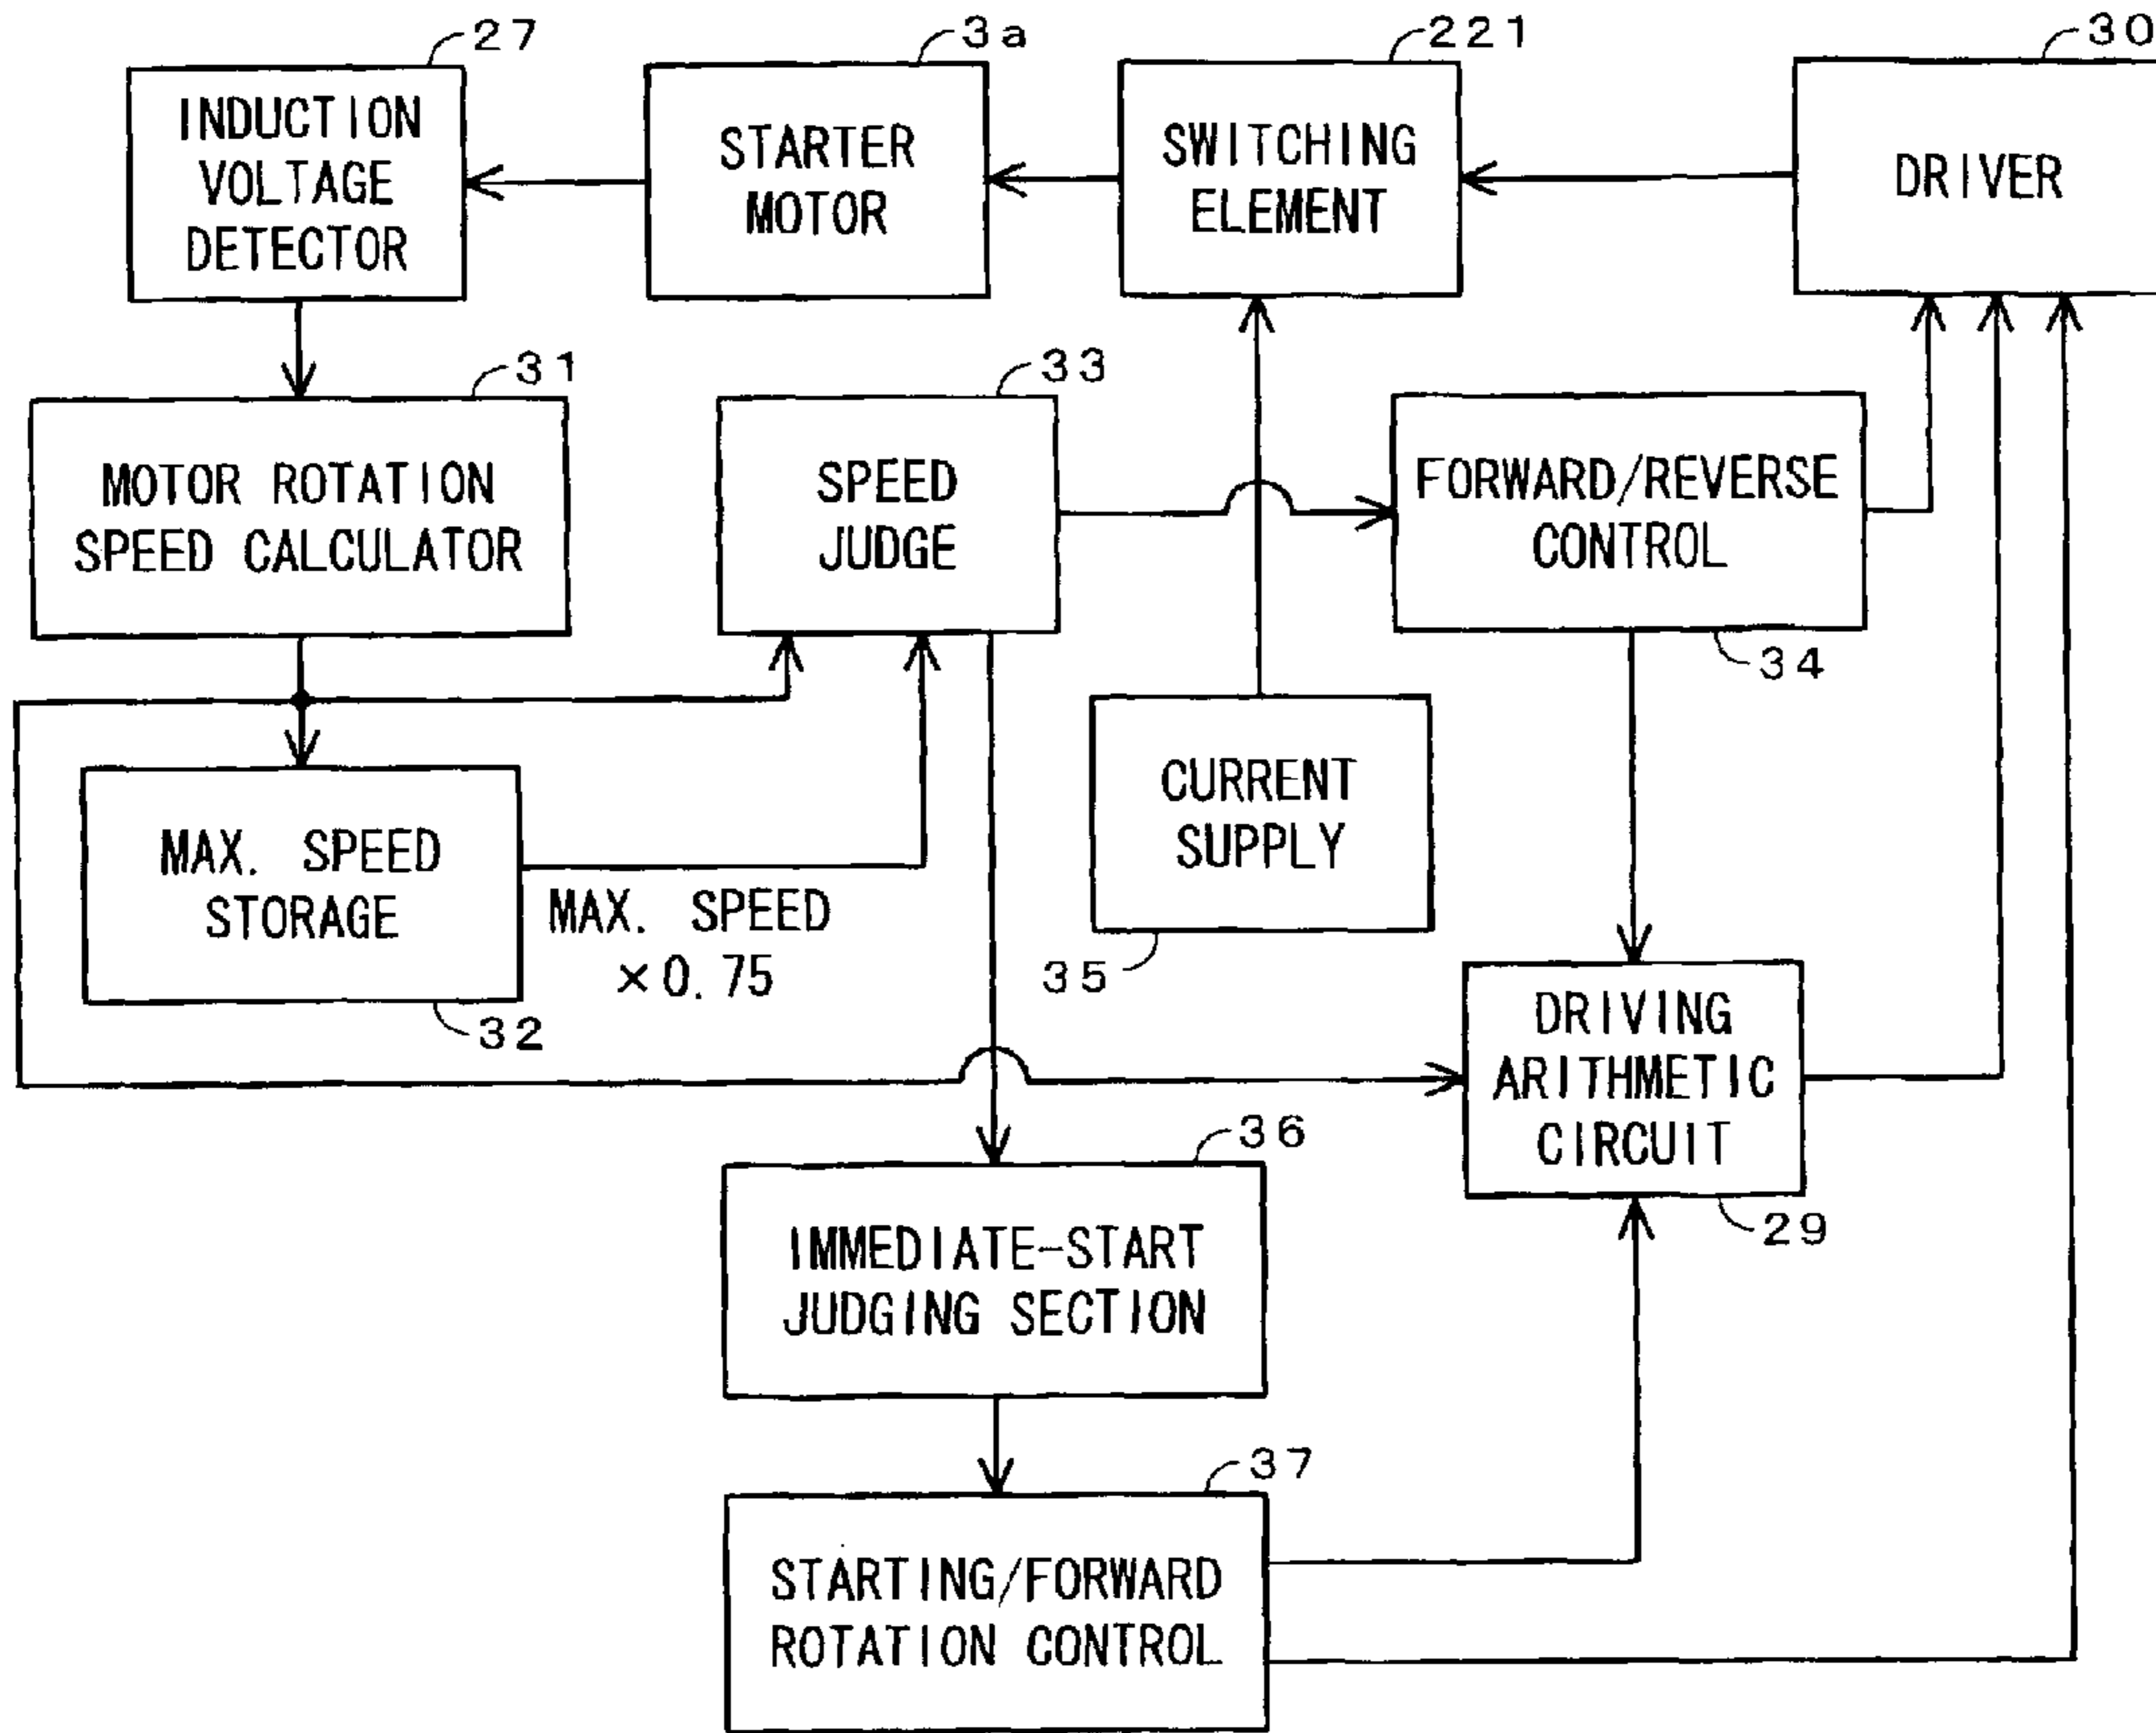 27
3a
221
30
INDUCTION
VOLTAGE
DETECTOR
STARTER
MOTOR
SWITCHING
ELEMENT
DRIVER
31
33
MOTOR ROTATION
SPEED CALCULATOR
SPEED
JUDGE
FORWARD/REVERSE
CONTROL
34
MAX. SPEED
STORAGE
32
MAX. SPEED
×0.75
CURRENT
SUPPLY
35
DRIVING
ARITHMETIC
CIRCUIT
29
36
IMMEDIATE-START
JUDGING SECTION
37
STARTING/FORWARD
ROTATION CONTROL